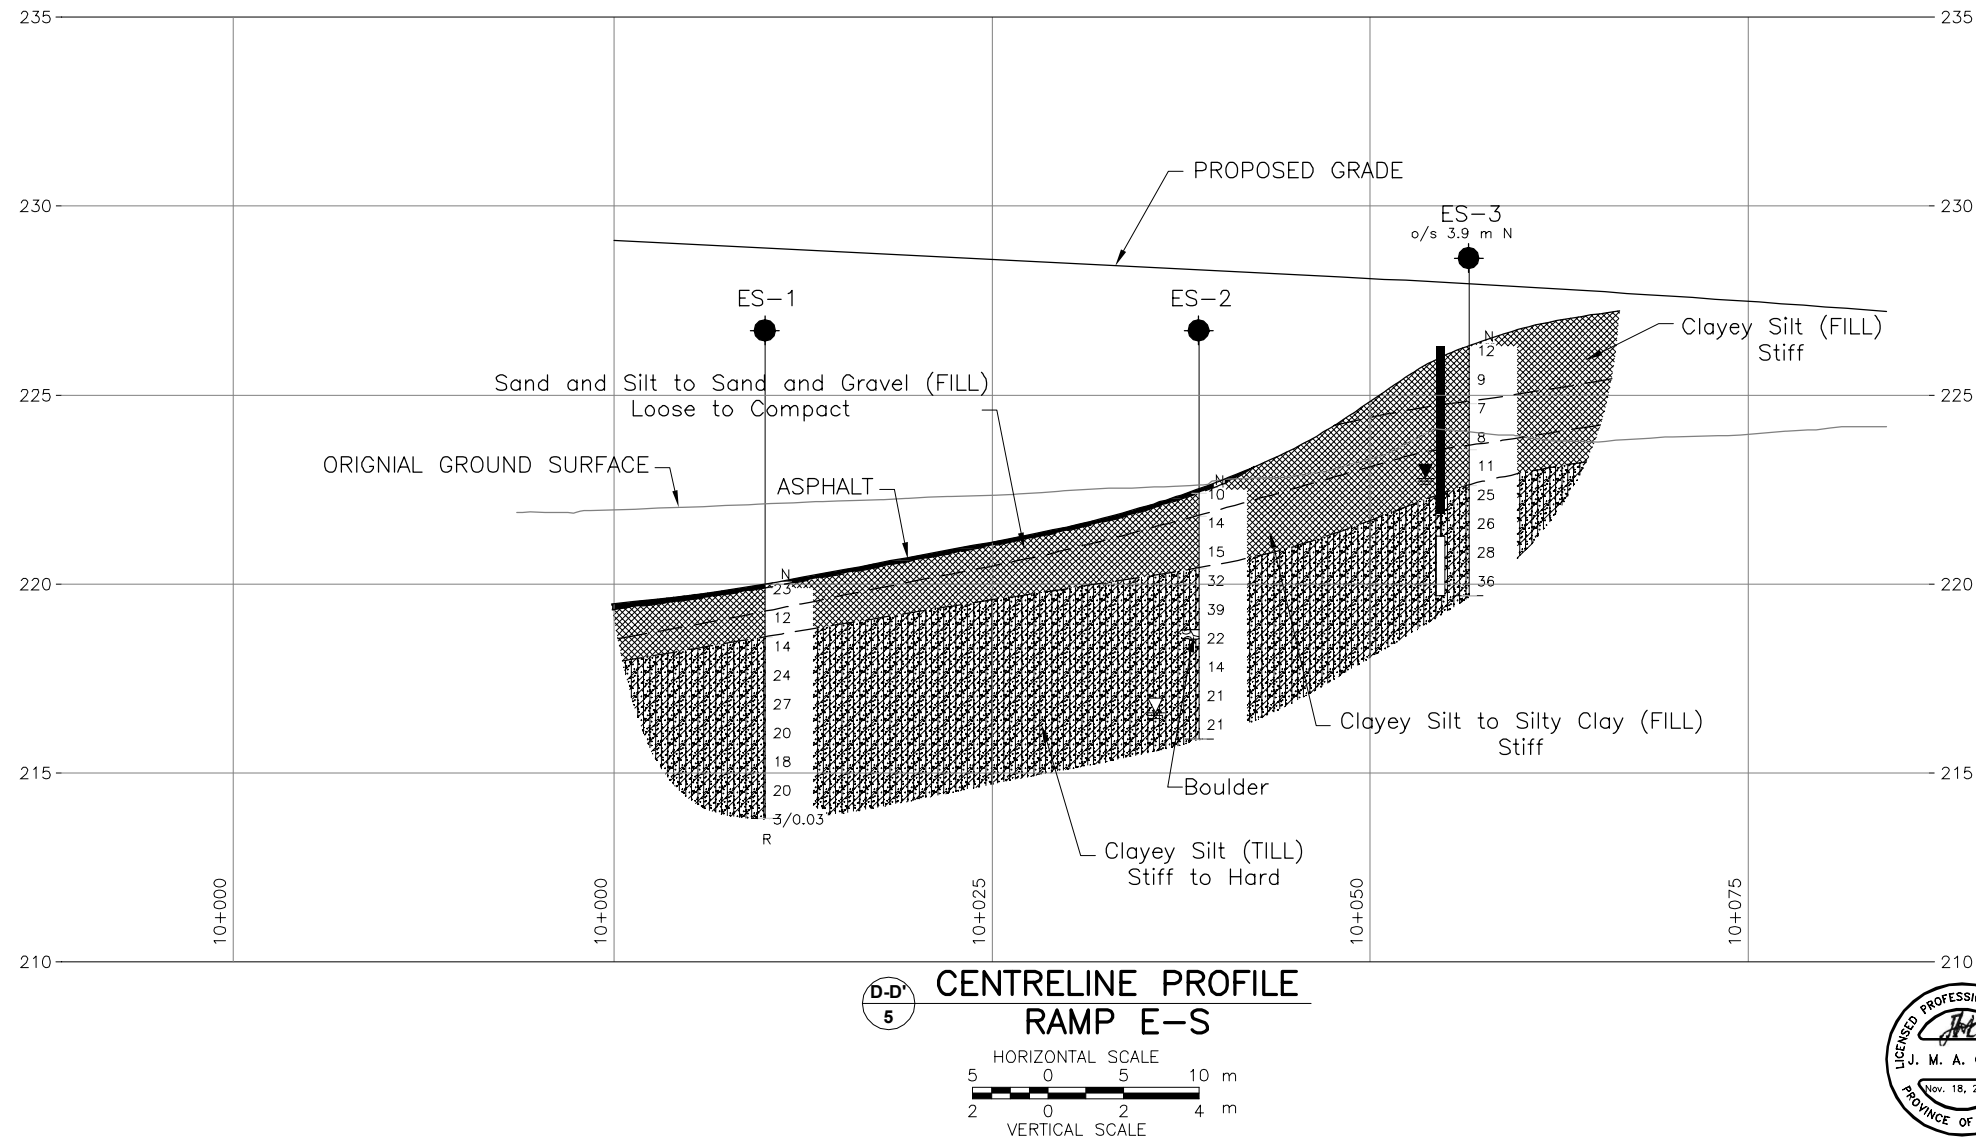 235
235
PROPOSED GRADE
230
230
ES-3
o/s 3.9 m N
ES-1
ES-2
Clayey Silt (FILL)
Stiff
Sand and Silt to Sand and Gravel (FILL)
Loose to Compact
225
225
ORIGNIAL GROUND SURFACE
ASPHALT
N
12
9
7
8
11
25
26
28
36
N
10
14
15
32
39
22
14
21
21
N
23
12
14
24
27
20
18
20
3/0.03
R
220
220
Clayey Silt to Silty Clay (FILL)
Stiff
215
215
Boulder
Clayey Silt (TILL)
Stiff to Hard
10+000
10+000
10+025
10+050
10+075
210
210
D-D'
5
CENTRELINE PROFILE
RAMP E-S
HORIZONTAL SCALE
5 0 5 10 m
2 0 2 4 m
VERTICAL SCALE
LICENSED
J. M. A.
Nov. 18,
PROVINCE OF